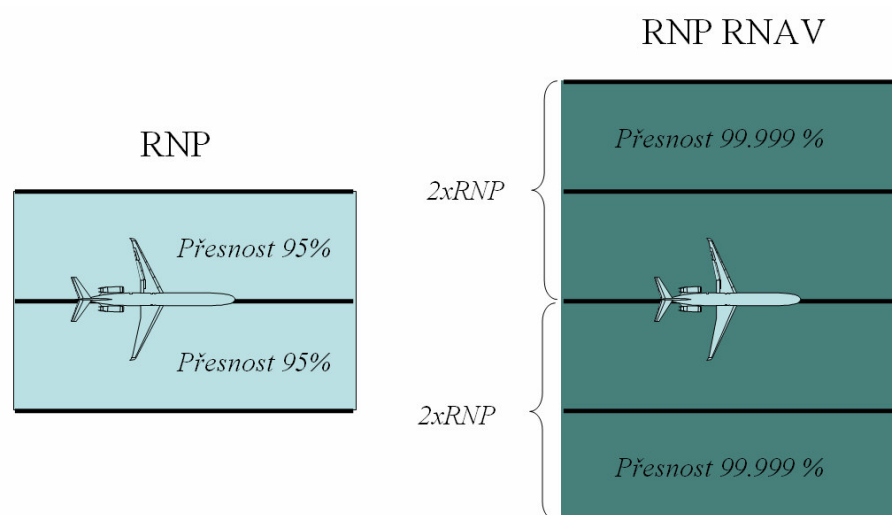 RNP
Přesnost 95%
Přesnost 95%
RNP RNAV
Přesnost 99.999 %
2xRNP
2xRNP
Přesnost 99.999 %